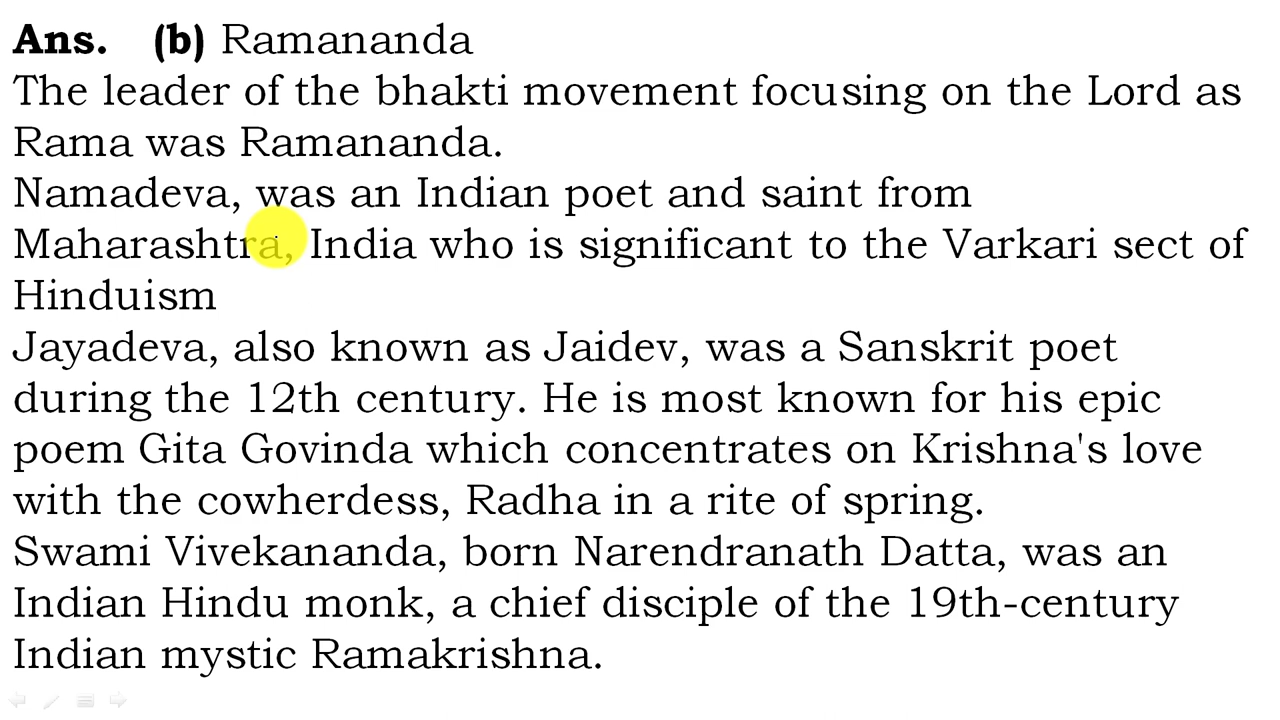 Ans. (b) Ramananda
The leader of the bhakti movement focusing on the Lord as
Rama was Ramananda.
Namadeva, was an Indian poet and saint from
Maharashtra, India who is significant to the Varkari sect of
Hinduism
Jayadeva, also known as Jaidev, was a Sanskrit poet
during the 12th century. He is most known for his epic
poem Gita Govinda which concentrates on Krishna's love
with the cowherdess, Radha in a rite of spring.
Swami Vivekananda, born Narendranath Datta, was an
Indian Hindu monk, a chief disciple of the 19th-century
Indian mystic Ramakrishna.